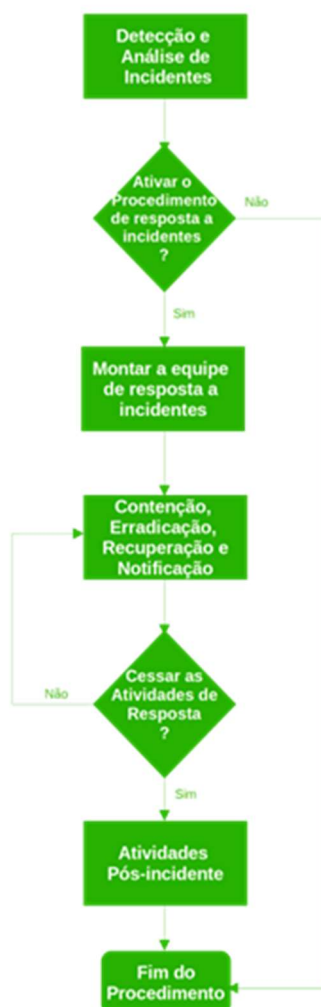 Detecção e
Análise de
Incidentes
Ativar o
Procedimento
de resposta a
incidentes
?
Não
Sim
Montar a equipe
de resposta a
incidentes
Contenção,
Erradicação,
Recuperação e
Notificação
Cessar as
Atividades de
Resposta
?
Não
Sim
Atividades
Pós-incidente
Fim do
Procedimento